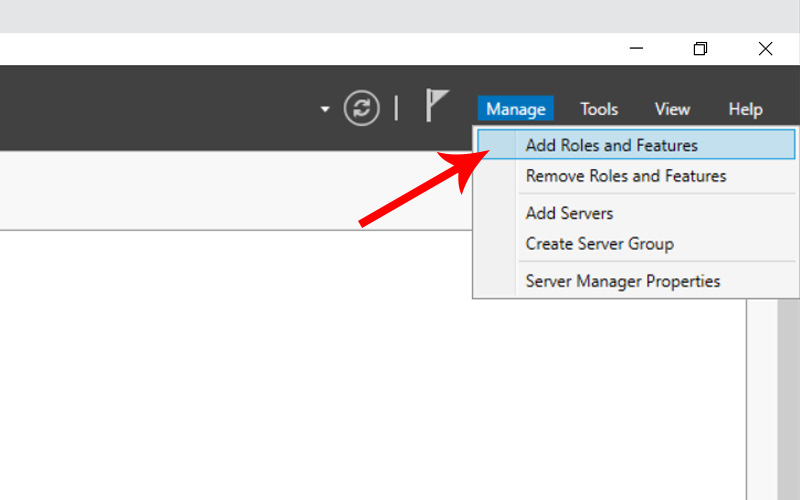 Manage Tools View Help
Add Roles and Features
Remove Roles and Features
Add Servers
Create Server Group
Server Manager Properties